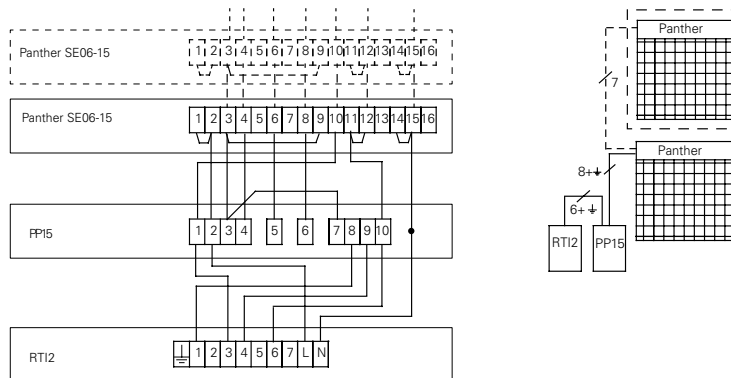 Panther SE06-15
1 2 3 4 5 6 7 8 9 10 11 12 13 14 15 16
Panther SE06-15
1 2 3 4 5 6 7 8 9 10 11 12 13 14 15 16
PP15
1 2 3 4 5 6 7 8 9 10
RTI2
1 2 3 4 5 6 7 L N
Panther
7
Panther
8+
6+
RTI2 PP15